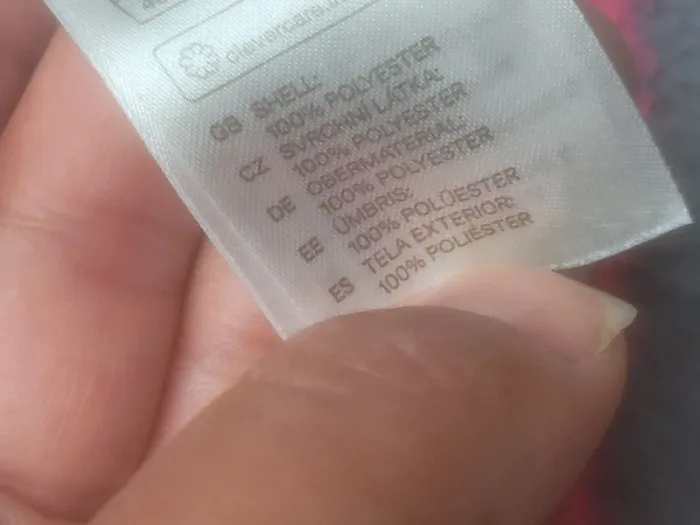 clevercare.in
GB SHELL:
100% POLYESTER
CZ SVRCHNÍ LÁTKA:
100% POLYESTER
DE OBERMATERIAL:
100% POLYESTER
EE ÜMBRIS:
100% POLÜESTER
ES TELA EXTERIOR:
100% POLIÉSTER